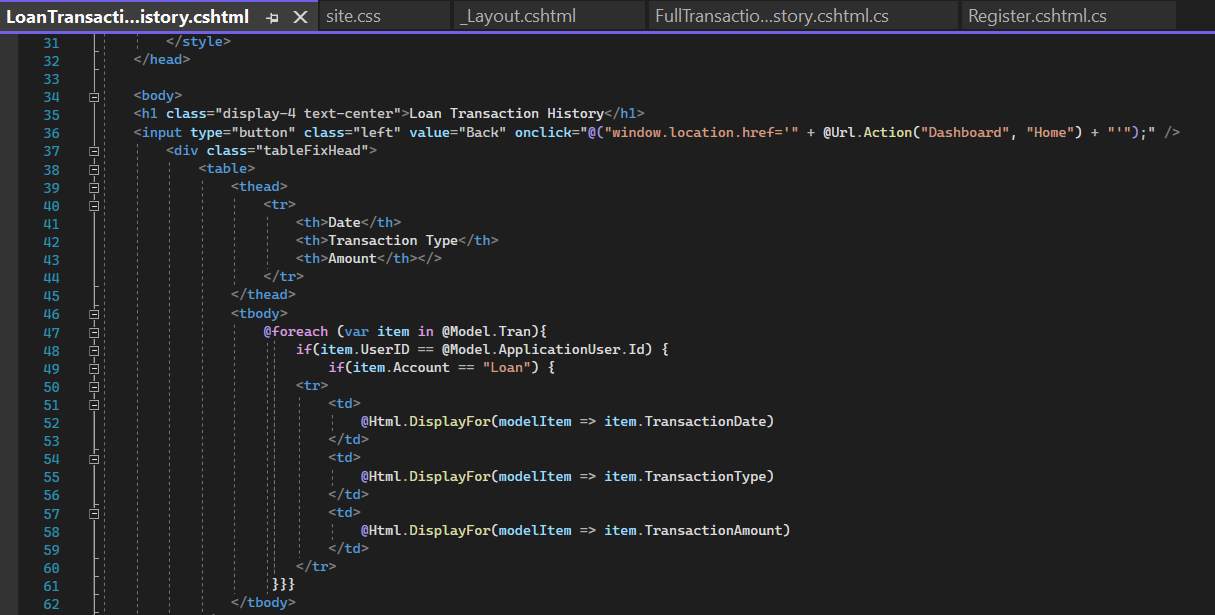 LoanTransacti...istory.cshtml site.css _Layout.cshtml FullTransactio...story.cshtml.cs Register.cshtml.cs
31 </style>
32 </head>
33
34 <body>
35 <h1 class="display-4 text-center">Loan Transaction History</h1>
36 <input type="button" class="left" value="Back" onclick="@("window.location.href='" + @Url.Action("Dashboard", "Home") + "'");" />
37 <div class="tableFixHead">
38 <table>
39 <thead>
40 <tr>
41 <th>Date</th>
42 <th>Transaction Type</th>
43 <th>Amount</th></>
44 </tr>
45 </thead>
46 <tbody>
47 @foreach (var item in @Model.Tran){
48 if(item.UserID == @Model.ApplicationUser.Id) {
49 if(item.Account == "Loan") {
50 <tr>
51 <td>
52 @Html.DisplayFor(modelItem => item.TransactionDate)
53 </td>
54 <td>
55 @Html.DisplayFor(modelItem => item.TransactionType)
56 </td>
57 <td>
58 @Html.DisplayFor(modelItem => item.TransactionAmount)
59 </td>
60 </tr>
61 }}}
62 </tbody>